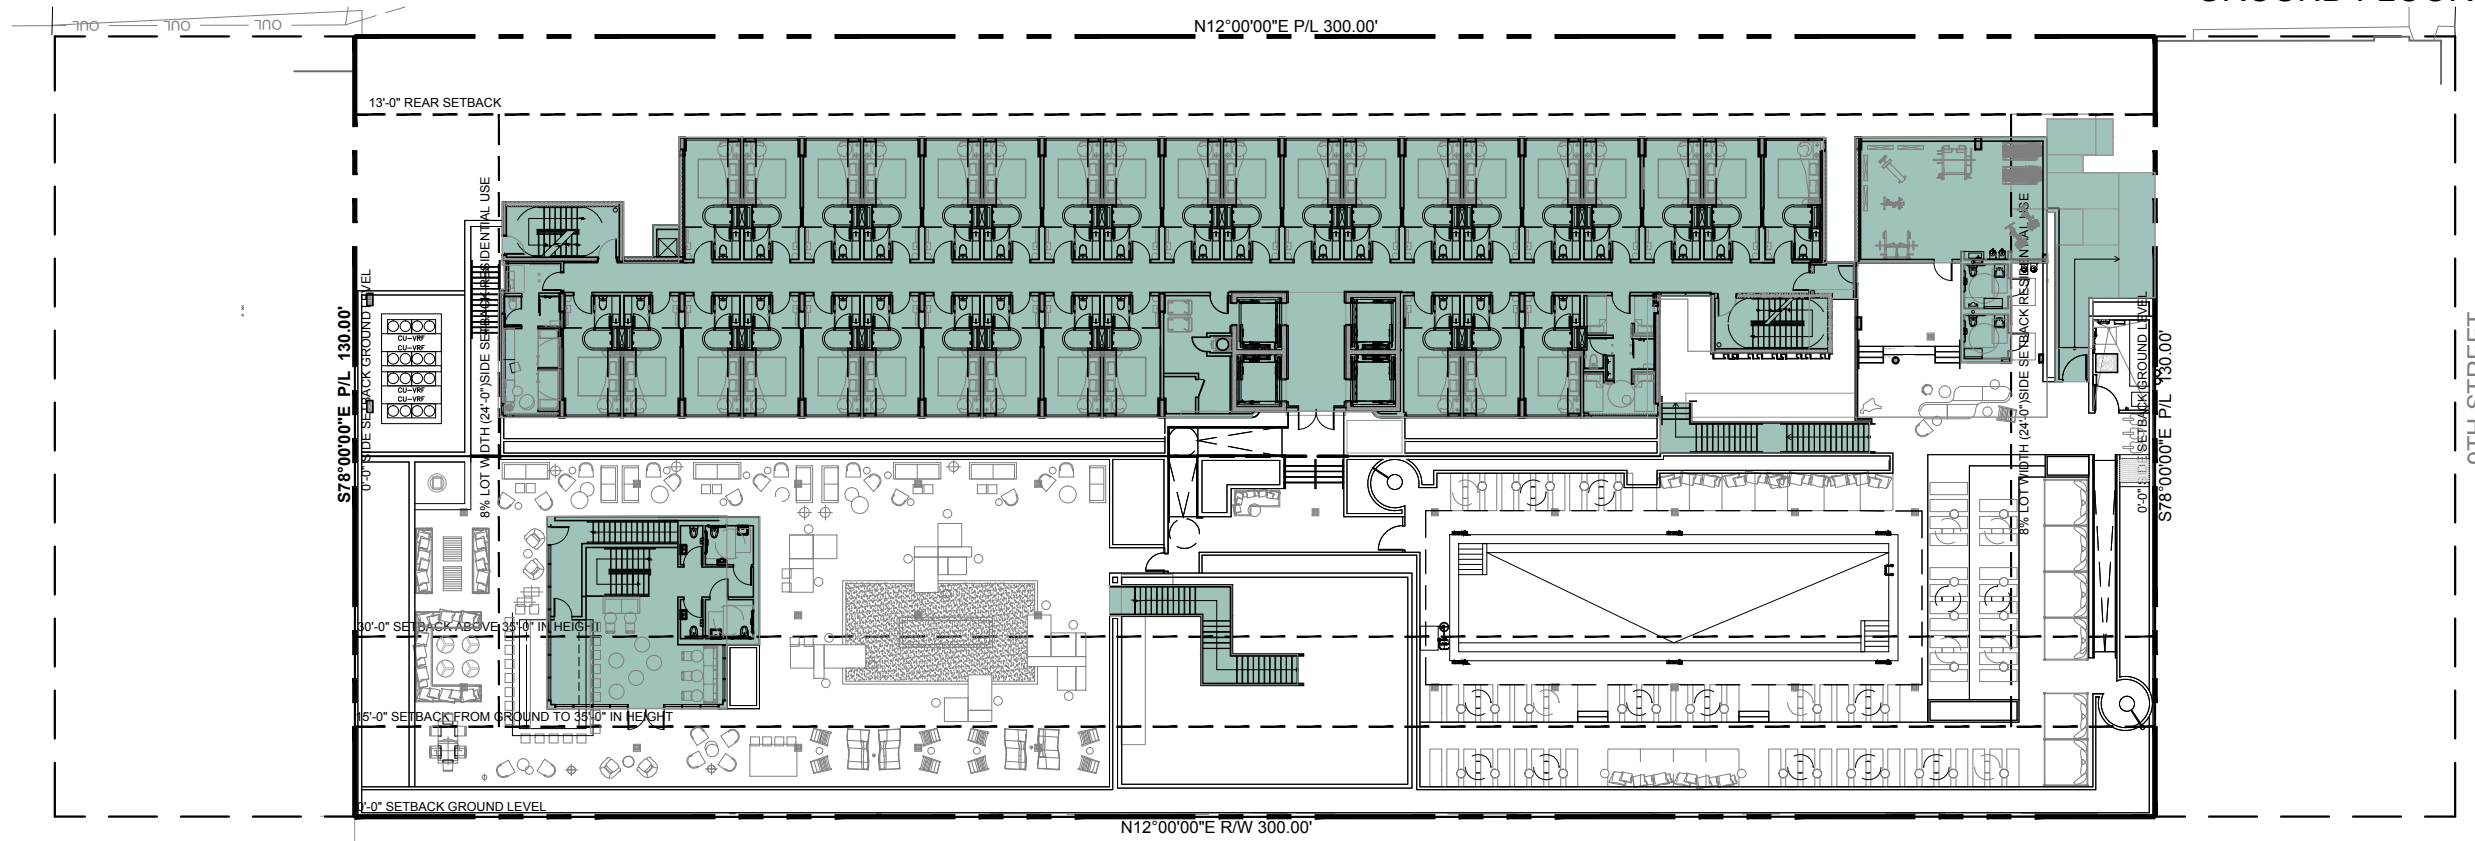 N12°00'00"E P/L 300.00'
OUL
OUL
OUL
13'-0" REAR SETBACK
8% LOT WIDTH (24'-0")SIDE SETBACK RESIDENTIAL USE
8% LOT WIDTH (24'-0")SIDE SETBACK RESIDENTIAL USE
S78°00'00"E P/L 130.00'
0'-0" SIDE SETBACK GROUND LEVEL
CU-VRF
CU-VRF
CU-VRF
CU-VRF
0'-0" SIDE SETBACK GROUND LEVEL
S78°00'00"E P/L 130.00'
30'-0" SETBACK ABOVE 35'-0" IN HEIGHT
15'-0" SETBACK FROM GROUND TO 35'-0" IN HEIGHT
0'-0" SETBACK GROUND LEVEL
N12°00'00"E R/W 300.00'